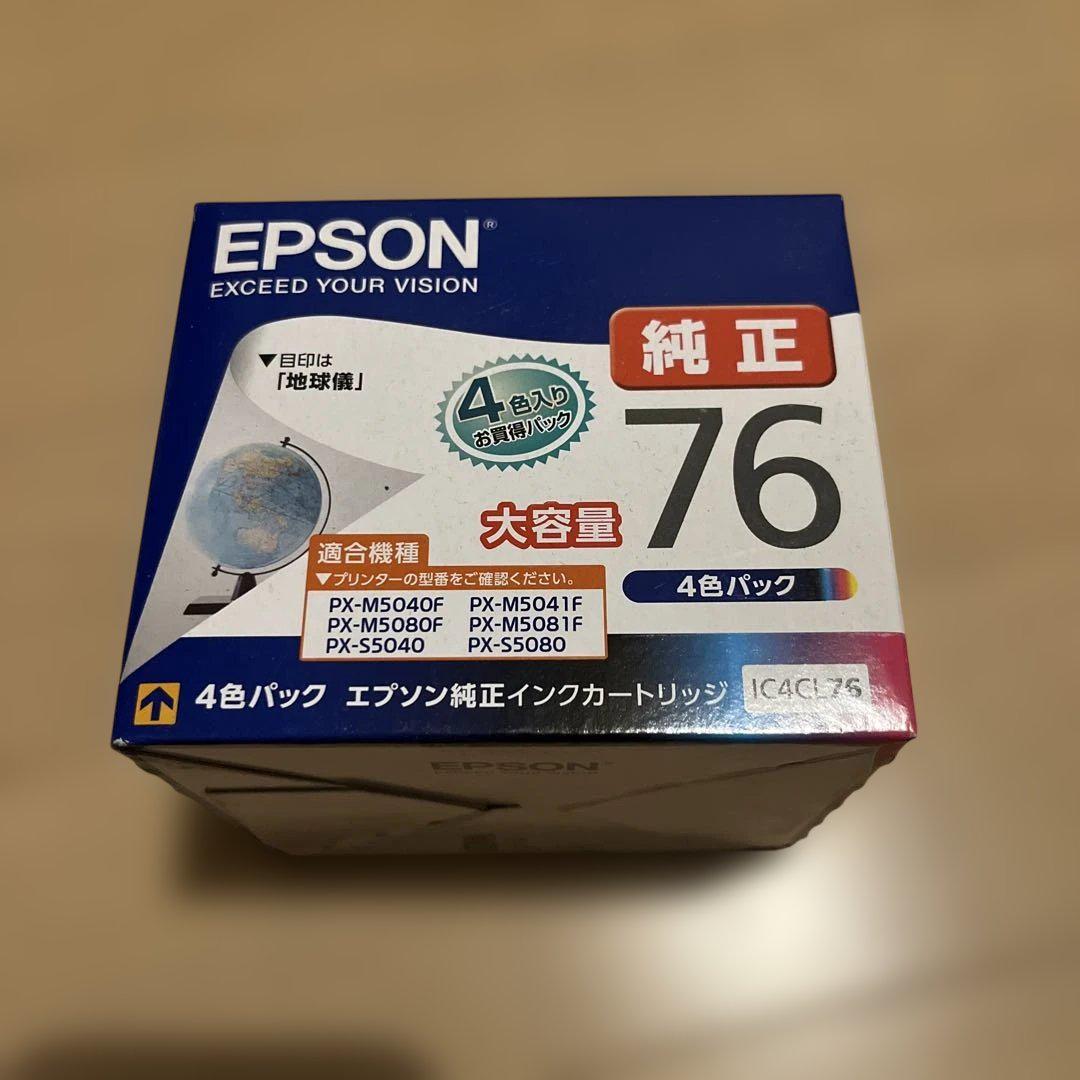 EPSON®
EXCEED YOUR VISION
純正
▼目印は
「地球儀」
4色入り
お買得パック
76
大容量
適合機種
▼プリンターの型番をご確認ください。
PX-M5040F PX-M5041F
PX-M5080F PX-M5081F
PX-S5040 PX-S5080
4色パック
4色パック エプソン純正インクカートリッジ IC4CL76
EPSON